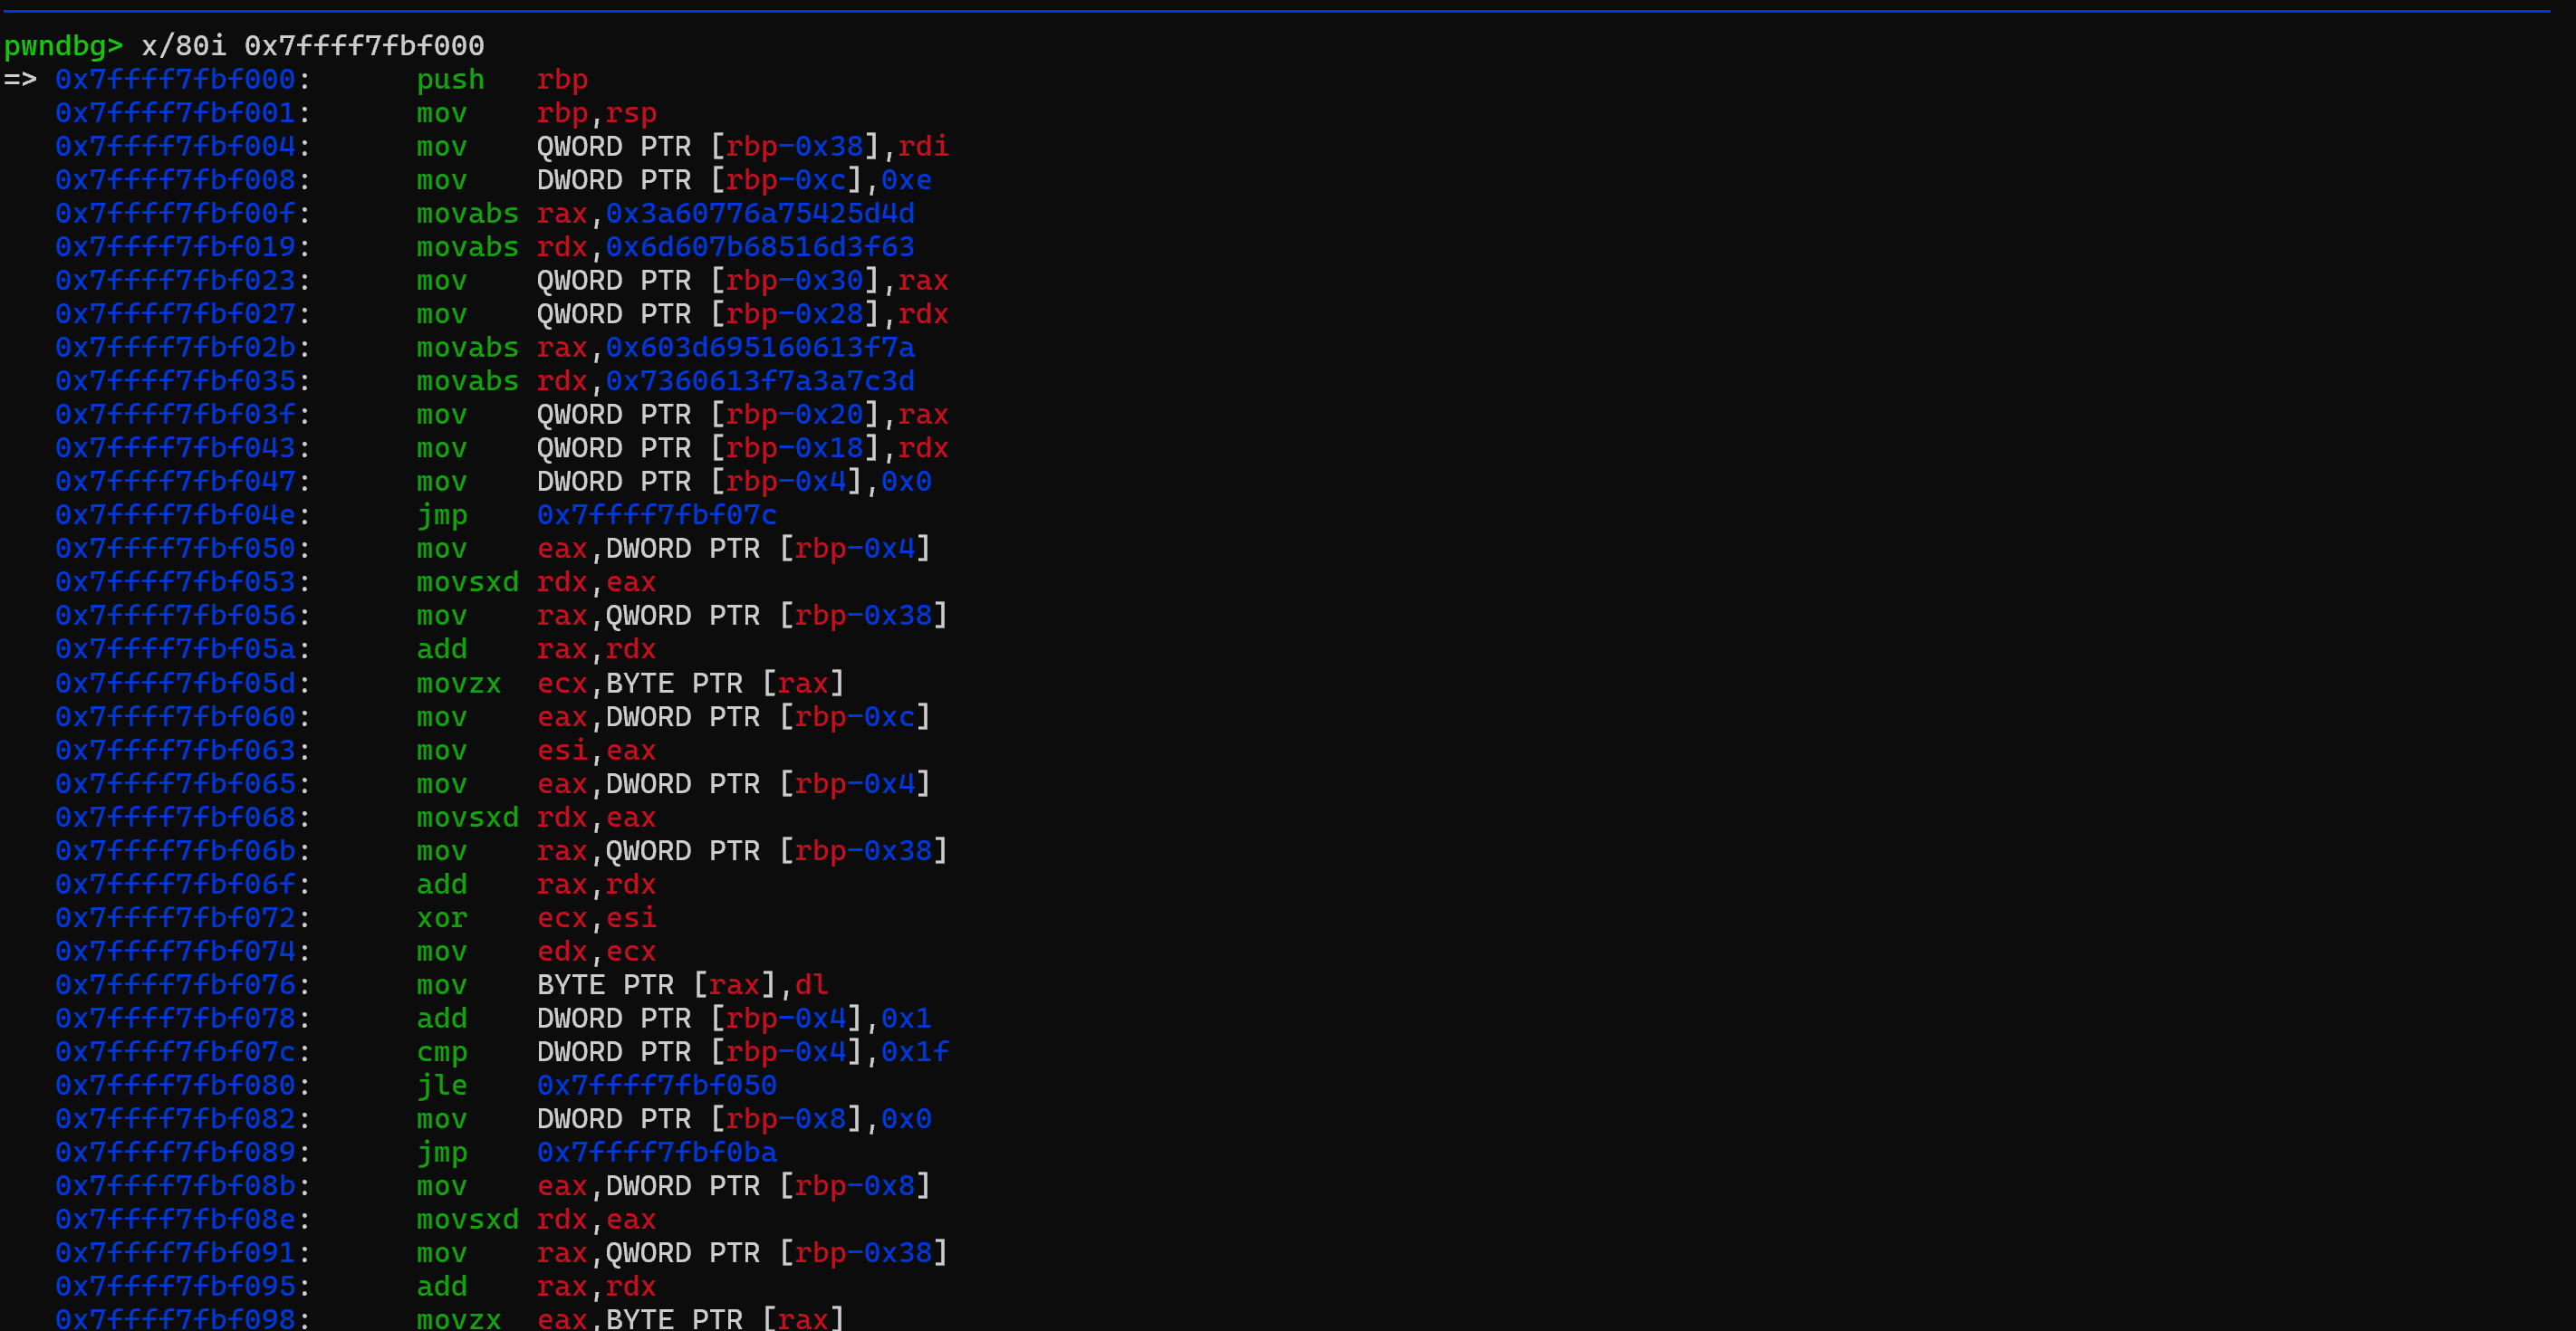 pwndbg> x/80i 0x7ffff7fbf000
=> 0x7ffff7fbf000:      push   rbp
   0x7ffff7fbf001:      mov    rbp,rsp
   0x7ffff7fbf004:      mov    QWORD PTR [rbp-0x38],rdi
   0x7ffff7fbf008:      mov    DWORD PTR [rbp-0xc],0xe
   0x7ffff7fbf00f:      movabs rax,0x3a60776a75425d4d
   0x7ffff7fbf019:      movabs rdx,0x6d607b68516d3f63
   0x7ffff7fbf023:      mov    QWORD PTR [rbp-0x30],rax
   0x7ffff7fbf027:      mov    QWORD PTR [rbp-0x28],rdx
   0x7ffff7fbf02b:      movabs rax,0x603d695160613f7a
   0x7ffff7fbf035:      movabs rdx,0x7360613f7a3a7c3d
   0x7ffff7fbf03f:      mov    QWORD PTR [rbp-0x20],rax
   0x7ffff7fbf043:      mov    QWORD PTR [rbp-0x18],rdx
   0x7ffff7fbf047:      mov    DWORD PTR [rbp-0x4],0x0
   0x7ffff7fbf04e:      jmp    0x7ffff7fbf07c
   0x7ffff7fbf050:      mov    eax,DWORD PTR [rbp-0x4]
   0x7ffff7fbf053:      movsxd rdx,eax
   0x7ffff7fbf056:      mov    rax,QWORD PTR [rbp-0x38]
   0x7ffff7fbf05a:      add    rax,rdx
   0x7ffff7fbf05d:      movzx  ecx,BYTE PTR [rax]
   0x7ffff7fbf060:      mov    eax,DWORD PTR [rbp-0xc]
   0x7ffff7fbf063:      mov    esi,eax
   0x7ffff7fbf065:      mov    eax,DWORD PTR [rbp-0x4]
   0x7ffff7fbf068:      movsxd rdx,eax
   0x7ffff7fbf06b:      mov    rax,QWORD PTR [rbp-0x38]
   0x7ffff7fbf06f:      add    rax,rdx
   0x7ffff7fbf072:      xor    ecx,esi
   0x7ffff7fbf074:      mov    edx,ecx
   0x7ffff7fbf076:      mov    BYTE PTR [rax],dl
   0x7ffff7fbf078:      add    DWORD PTR [rbp-0x4],0x1
   0x7ffff7fbf07c:      cmp    DWORD PTR [rbp-0x4],0x1f
   0x7ffff7fbf080:      jle    0x7ffff7fbf050
   0x7ffff7fbf082:      mov    DWORD PTR [rbp-0x8],0x0
   0x7ffff7fbf089:      jmp    0x7ffff7fbf0ba
   0x7ffff7fbf08b:      mov    eax,DWORD PTR [rbp-0x8]
   0x7ffff7fbf08e:      movsxd rdx,eax
   0x7ffff7fbf091:      mov    rax,QWORD PTR [rbp-0x38]
   0x7ffff7fbf095:      add    rax,rdx
   0x7ffff7fbf098:      movzx  eax,BYTE PTR [rax]